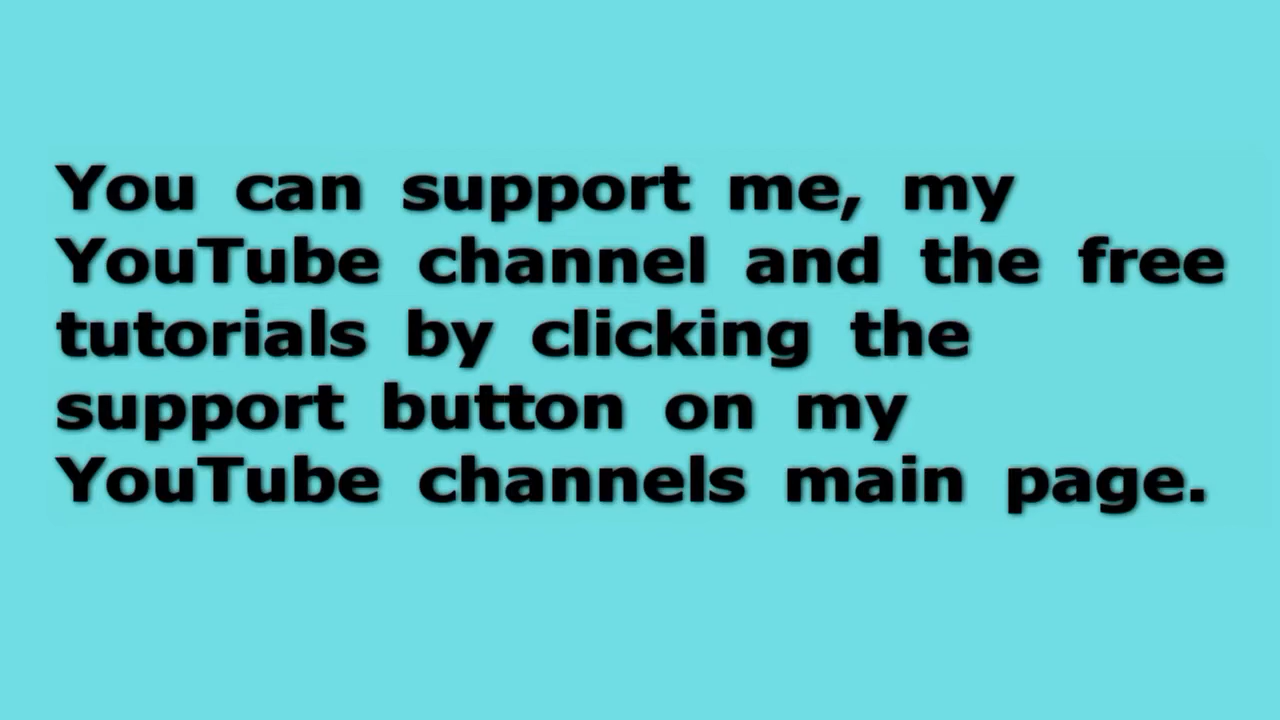 You can support me, my
YouTube channel and the free
tutorials by clicking the
support button on my
YouTube channels main page.